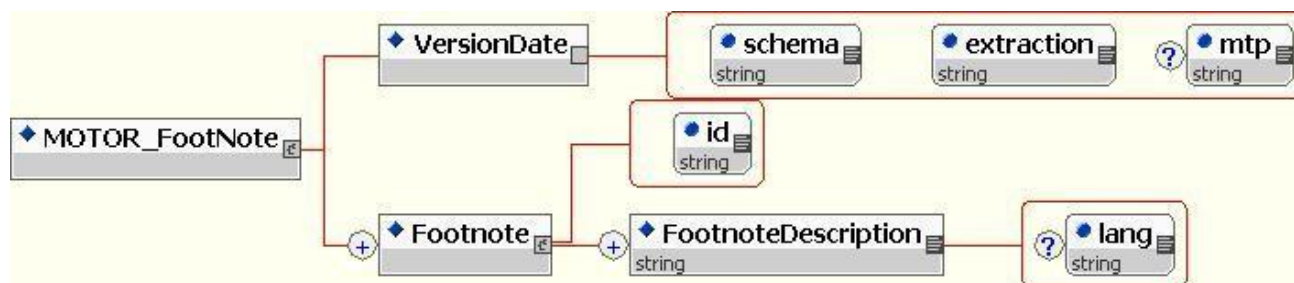 VersionDate
schema
string
extraction
string
?
mtp
string
MOTOR_FootNote
id
string
+
Footnote
+
FootnoteDescription
string
?
lang
string